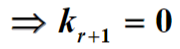 ⇒ k_{r+1} = 0